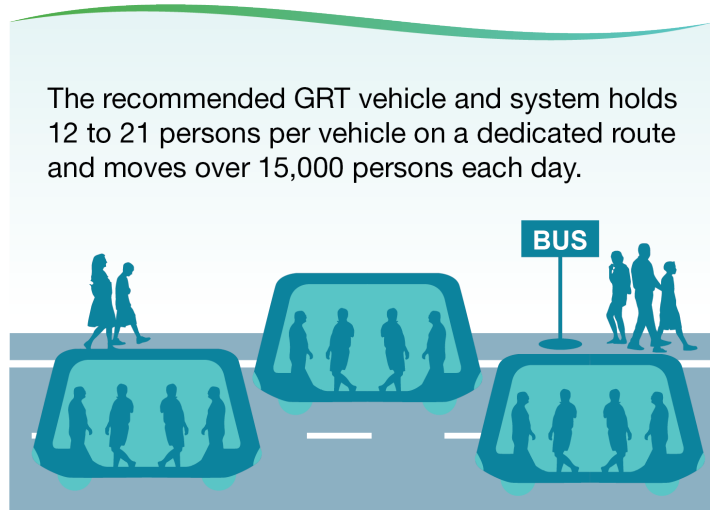 The recommended GRT vehicle and system holds
12 to 21 persons per vehicle on a dedicated route
and moves over 15,000 persons each day.
BUS